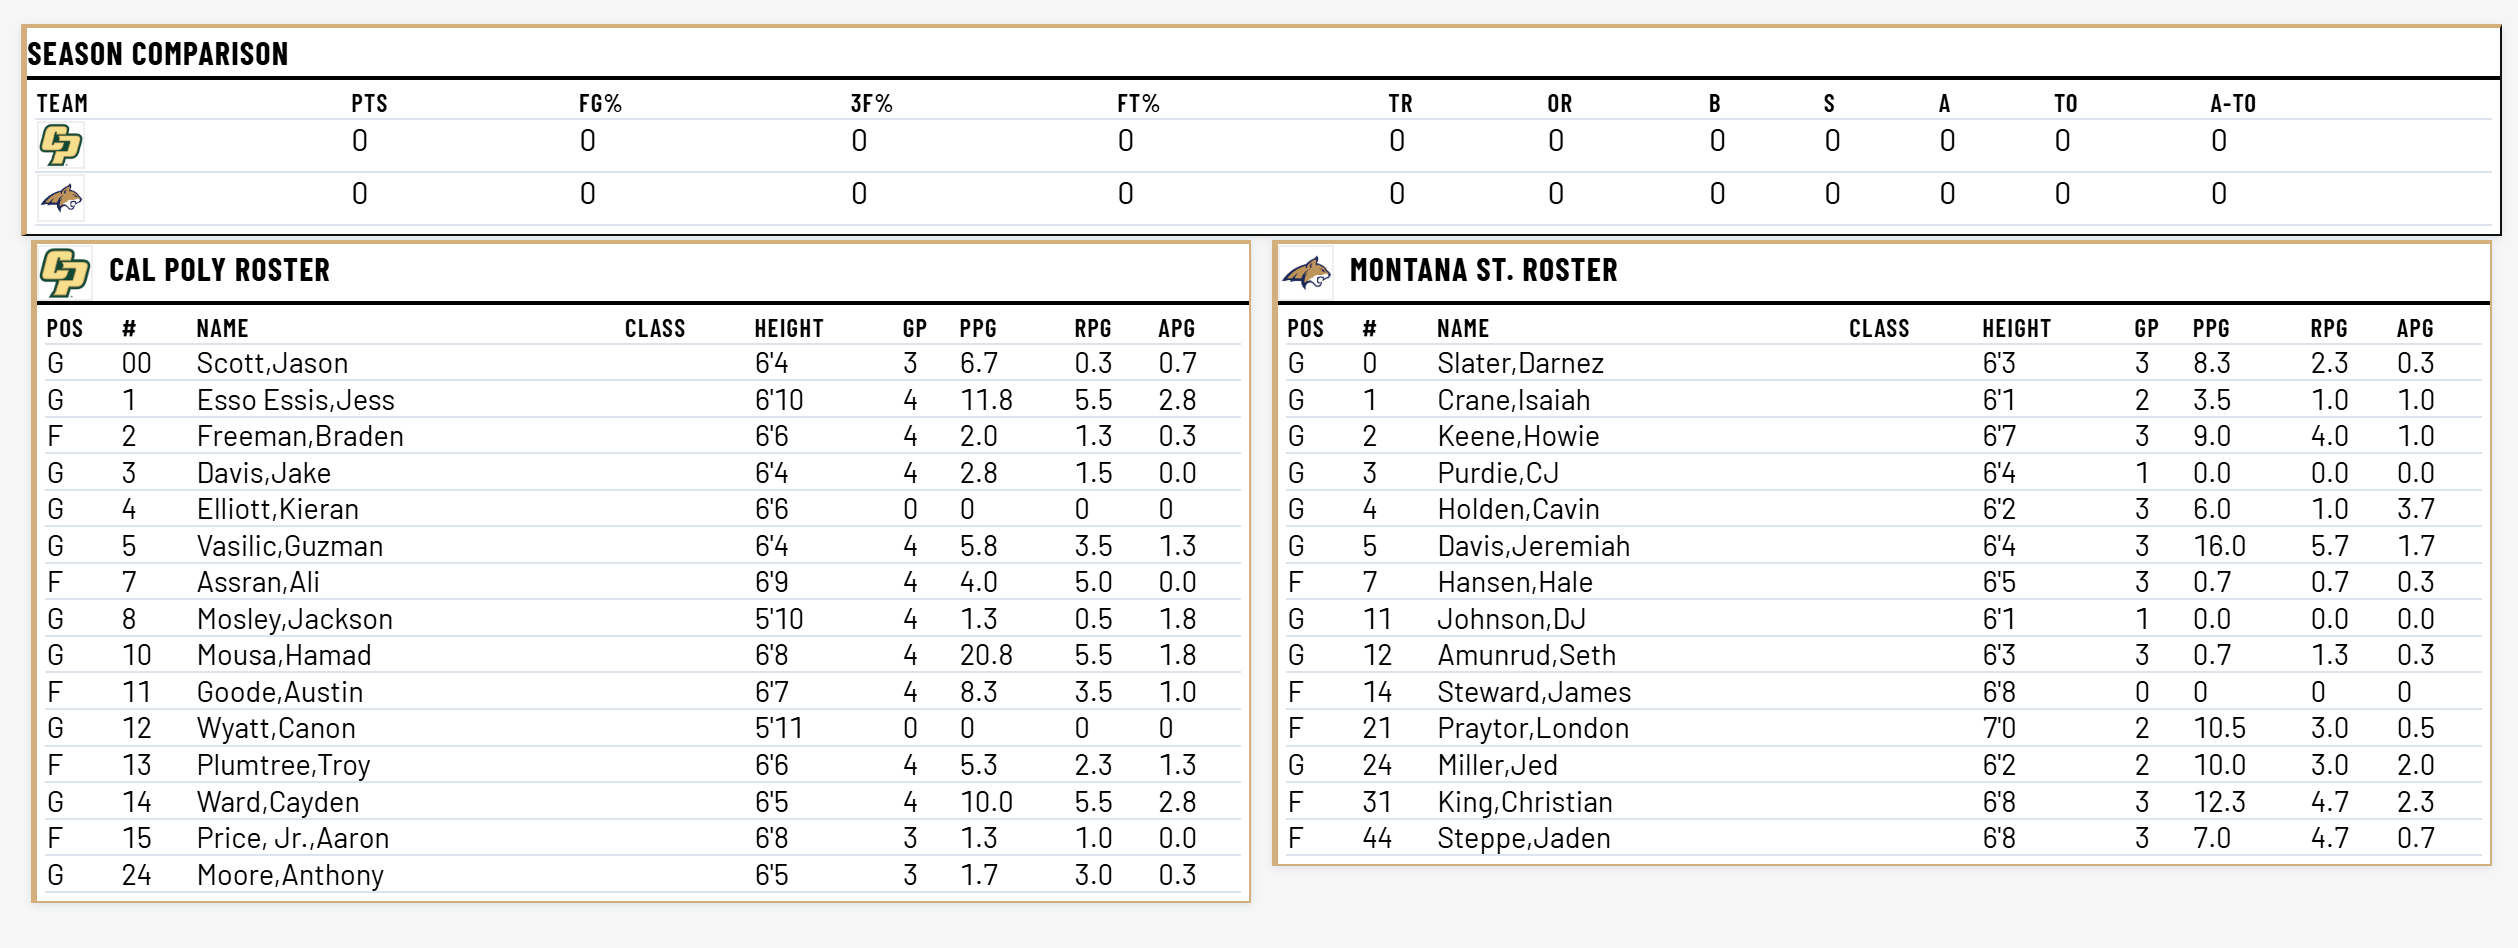 SEASON COMPARISON
TEAM PTS FG% 3F% FT% TR OR B S A TO A-TO
CP 0 0 0 0 0 0 0 0 0 0 0
0 0 0 0 0 0 0 0 0 0 0
CP CAL POLY ROSTER
POS # NAME CLASS HEIGHT GP PPG RPG APG
G 00 Scott,Jason 6'4 3 6.7 0.3 0.7
G 1 Esso Essis,Jess 6'10 4 11.8 5.5 2.8
F 2 Freeman,Braden 6'6 4 2.0 1.3 0.3
G 3 Davis,Jake 6'4 4 2.8 1.5 0.0
G 4 Elliott,Kieran 6'6 0 0 0 0
G 5 Vasilic,Guzman 6'4 4 5.8 3.5 1.3
F 7 Assran,Ali 6'9 4 4.0 5.0 0.0
G 8 Mosley,Jackson 5'10 4 1.3 0.5 1.8
G 10 Mousa,Hamad 6'8 4 20.8 5.5 1.8
F 11 Goode,Austin 6'7 4 8.3 3.5 1.0
G 12 Wyatt,Canon 5'11 0 0 0 0
F 13 Plumtree,Troy 6'6 4 5.3 2.3 1.3
G 14 Ward,Cayden 6'5 4 10.0 5.5 2.8
F 15 Price, Jr.,Aaron 6'8 3 1.3 1.0 0.0
G 24 Moore,Anthony 6'5 3 1.7 3.0 0.3
MONTANA ST. ROSTER
POS # NAME CLASS HEIGHT GP PPG RPG APG
G 0 Slater,Darnez 6'3 3 8.3 2.3 0.3
G 1 Crane,Isaiah 6'1 2 3.5 1.0 1.0
G 2 Keene,Howie 6'7 3 9.0 4.0 1.0
G 3 Purdie,CJ 6'4 1 0.0 0.0 0.0
G 4 Holden,Cavin 6'2 3 6.0 1.0 3.7
G 5 Davis,Jeremiah 6'4 3 16.0 5.7 1.7
F 7 Hansen,Hale 6'5 3 0.7 0.7 0.3
G 11 Johnson,DJ 6'1 1 0.0 0.0 0.0
G 12 Amunrud,Seth 6'3 3 0.7 1.3 0.3
F 14 Steward,James 6'8 0 0 0 0
F 21 Praytor,London 7'0 2 10.5 3.0 0.5
G 24 Miller,Jed 6'2 2 10.0 3.0 2.0
F 31 King,Christian 6'8 3 12.3 4.7 2.3
F 44 Steppe,Jaden 6'8 3 7.0 4.7 0.7